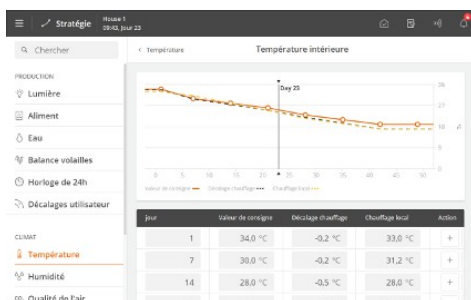 Stratégie
House 1
09:43, Jour 23
Chercher
Température
Température intérieure
PRODUCTION
Lumière
Aliment
Eau
Balance volailles
Horloge de 24h
Décalages utilisateur
CLIMAT
Température
Humidité
Qualité de l'air
Day 23
36
27
18
9
0 5 10 15 20 25 30 35 40 45 50
Valeur de consigne
Décalage chauffage
Chauffage local
Jour Valeur de consigne Décalage chauffage Chauffage local Action
1 34,0 °C -0,2 °C 33,0 °C +
7 30,0 °C -0,2 °C 31,2 °C +
14 28,0 °C -0,5 °C 28,0 °C +